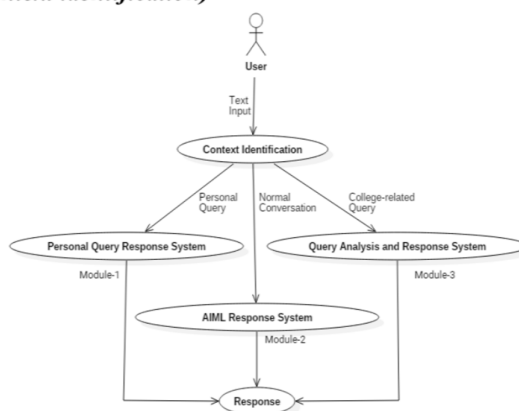 User
Text
Input
Context Identification
Personal
Query
Normal
Conversation
College-related
Query
Personal Query Response System
Query Analysis and Response System
Module-1
Module-3
AIML Response System
Module-2
Response